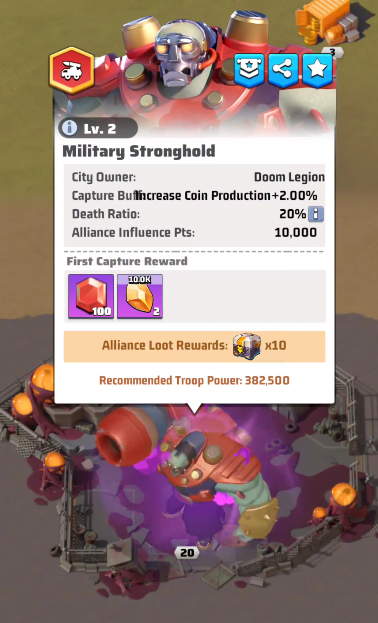 3
Lv. 2
Military Stronghold
City Owner: Doom Legion
Capture Buff: Increase Coin Production+2.00%
Death Ratio: 20%
Alliance Influence Pts: 10,000
First Capture Reward
100
10.0K
2
Alliance Loot Rewards: x10
Recommended Troop Power: 382,500
20